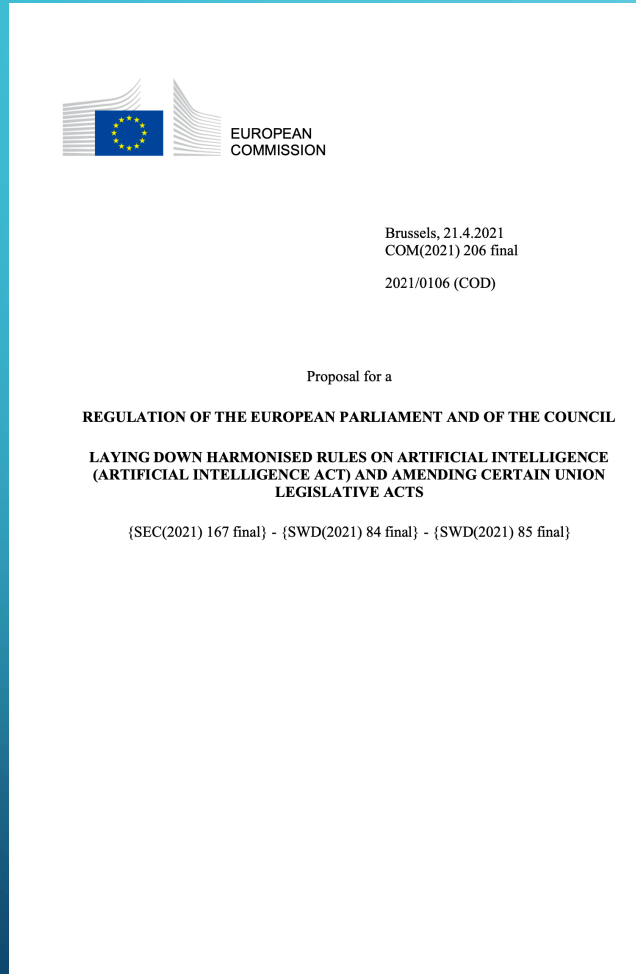 EUROPEAN
COMMISSION
Brussels, 21.4.2021
COM(2021) 206 final
2021/0106 (COD)
Proposal for a
REGULATION OF THE EUROPEAN PARLIAMENT AND OF THE COUNCIL
LAYING DOWN HARMONISED RULES ON ARTIFICIAL INTELLIGENCE
(ARTIFICIAL INTELLIGENCE ACT) AND AMENDING CERTAIN UNION
LEGISLATIVE ACTS
{SEC(2021) 167 final} - {SWD(2021) 84 final} - {SWD(2021) 85 final}